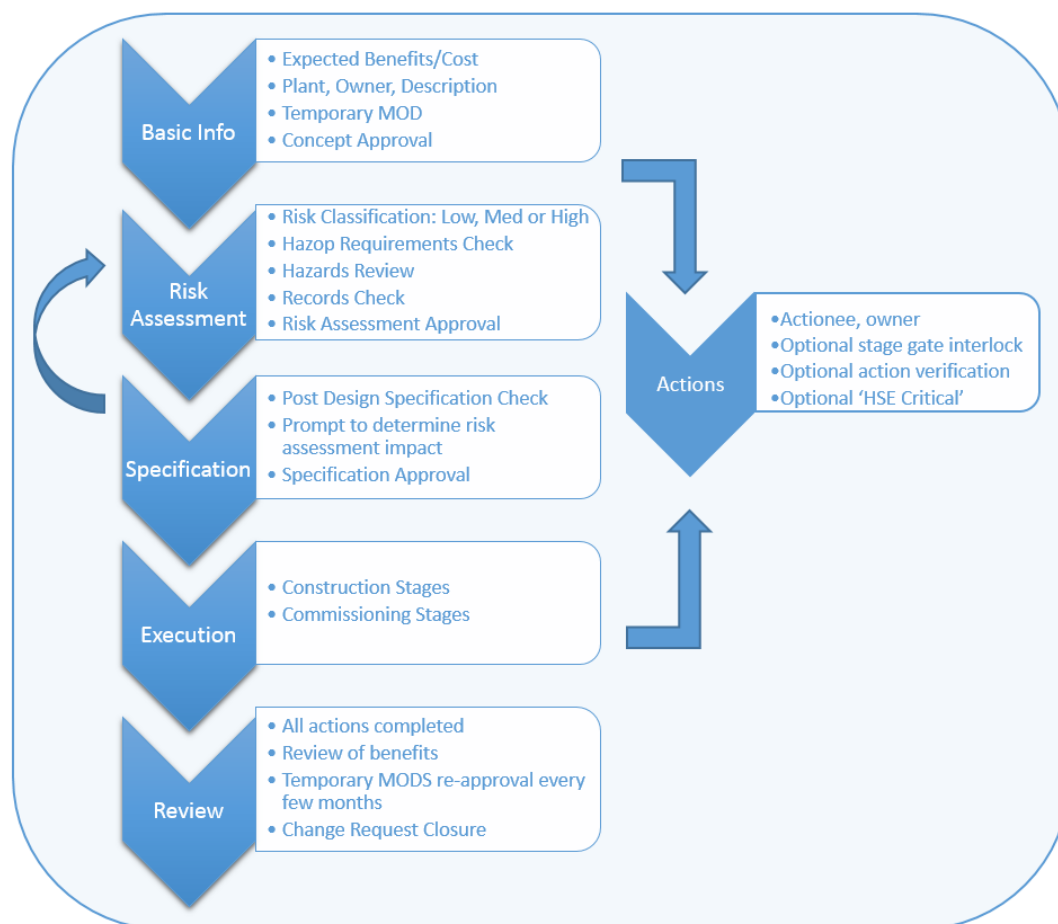 Basic Info
• Expected Benefits/Cost
• Plant, Owner, Description
• Temporary MOD
• Concept Approval
Risk
Assessment
• Risk Classification: Low, Med or High
• Hazop Requirements Check
• Hazards Review
• Records Check
• Risk Assessment Approval
Specification
• Post Design Specification Check
• Prompt to determine risk
assessment impact
• Specification Approval
Execution
• Construction Stages
• Commissioning Stages
Review
• All actions completed
• Review of benefits
• Temporary MODS re-approval every
few months
• Change Request Closure
Actions
•Actionee, owner
•Optional stage gate interlock
•Optional action verification
•Optional ‘HSE Critical’